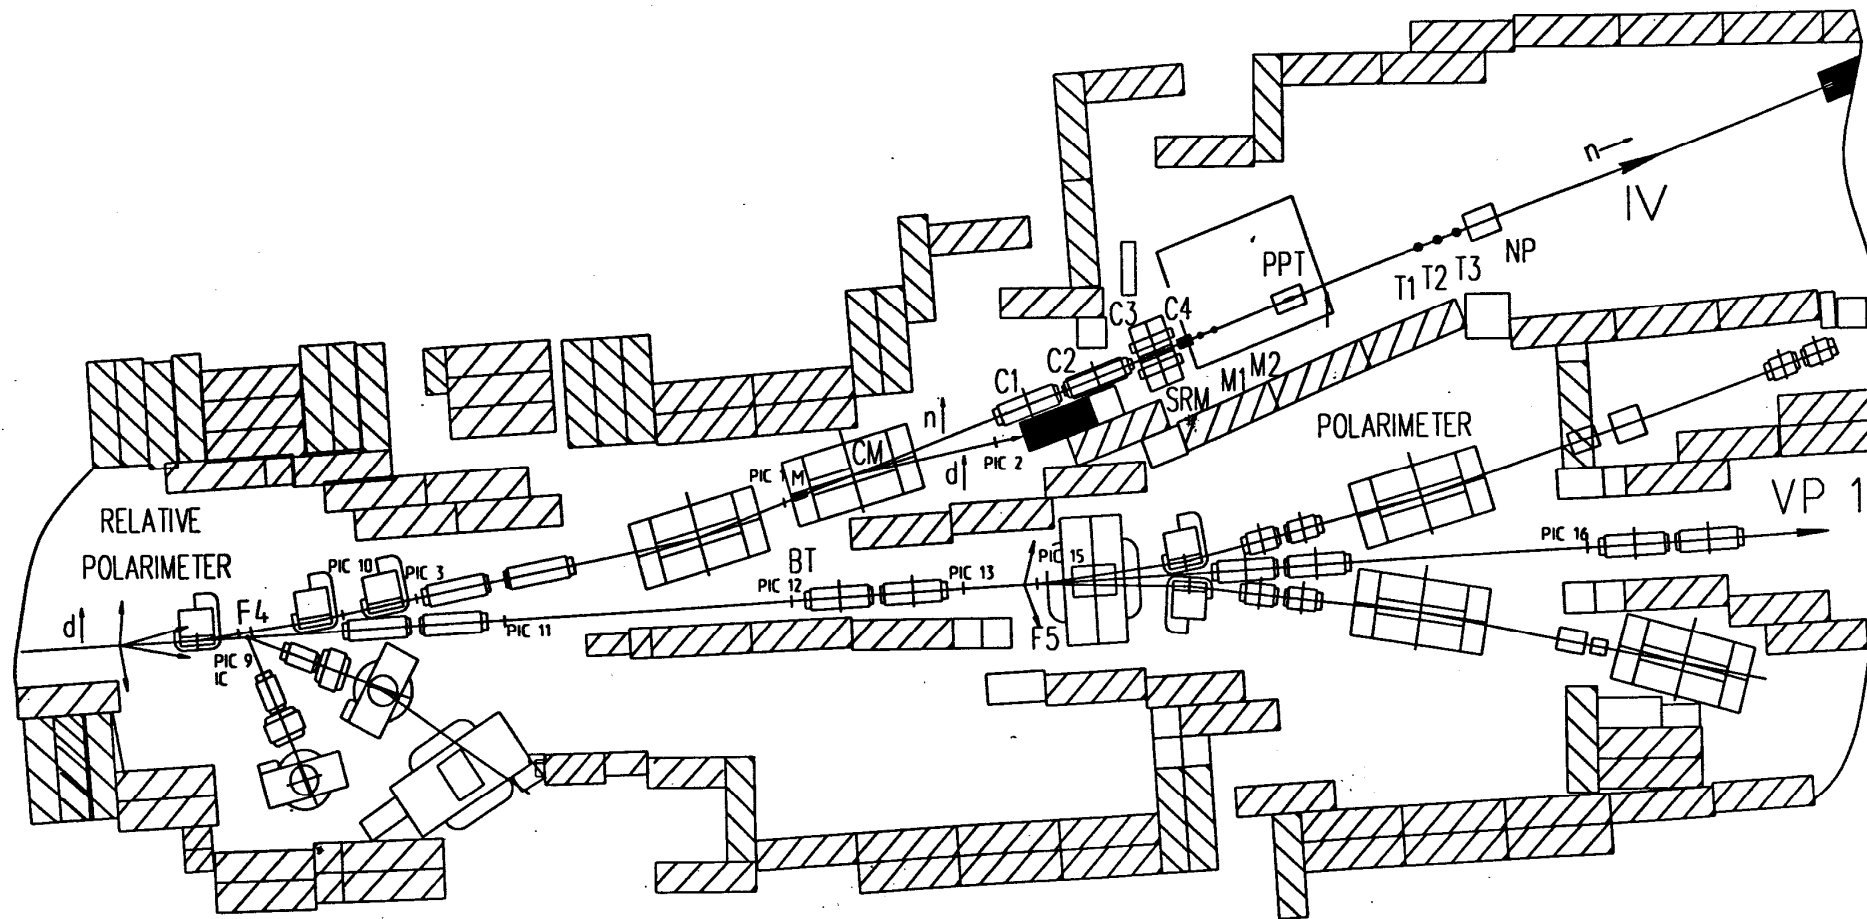 n
IV
NP
PPT
T1 T2 T3
C3
C4
C2
C1
M1 M2
SRM
n
CM
POLARIMETER
PIC 1
M
PIC 2
d
VP 1
RELATIVE
POLARIMETER
PIC 10
PIC 3
BT
PIC 12
PIC 13
PIC 15
PIC 16
d
F4
PIC 11
F5
PIC 9
IC